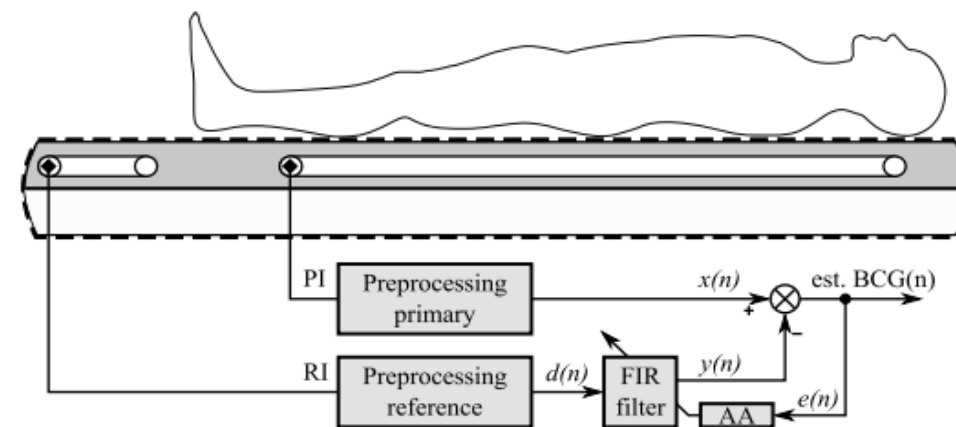 PI
Preprocessing
primary
x(n)
+
−
est. BCG(n)
RI
Preprocessing
reference
d(n)
FIR
filter
y(n)
AA
e(n)